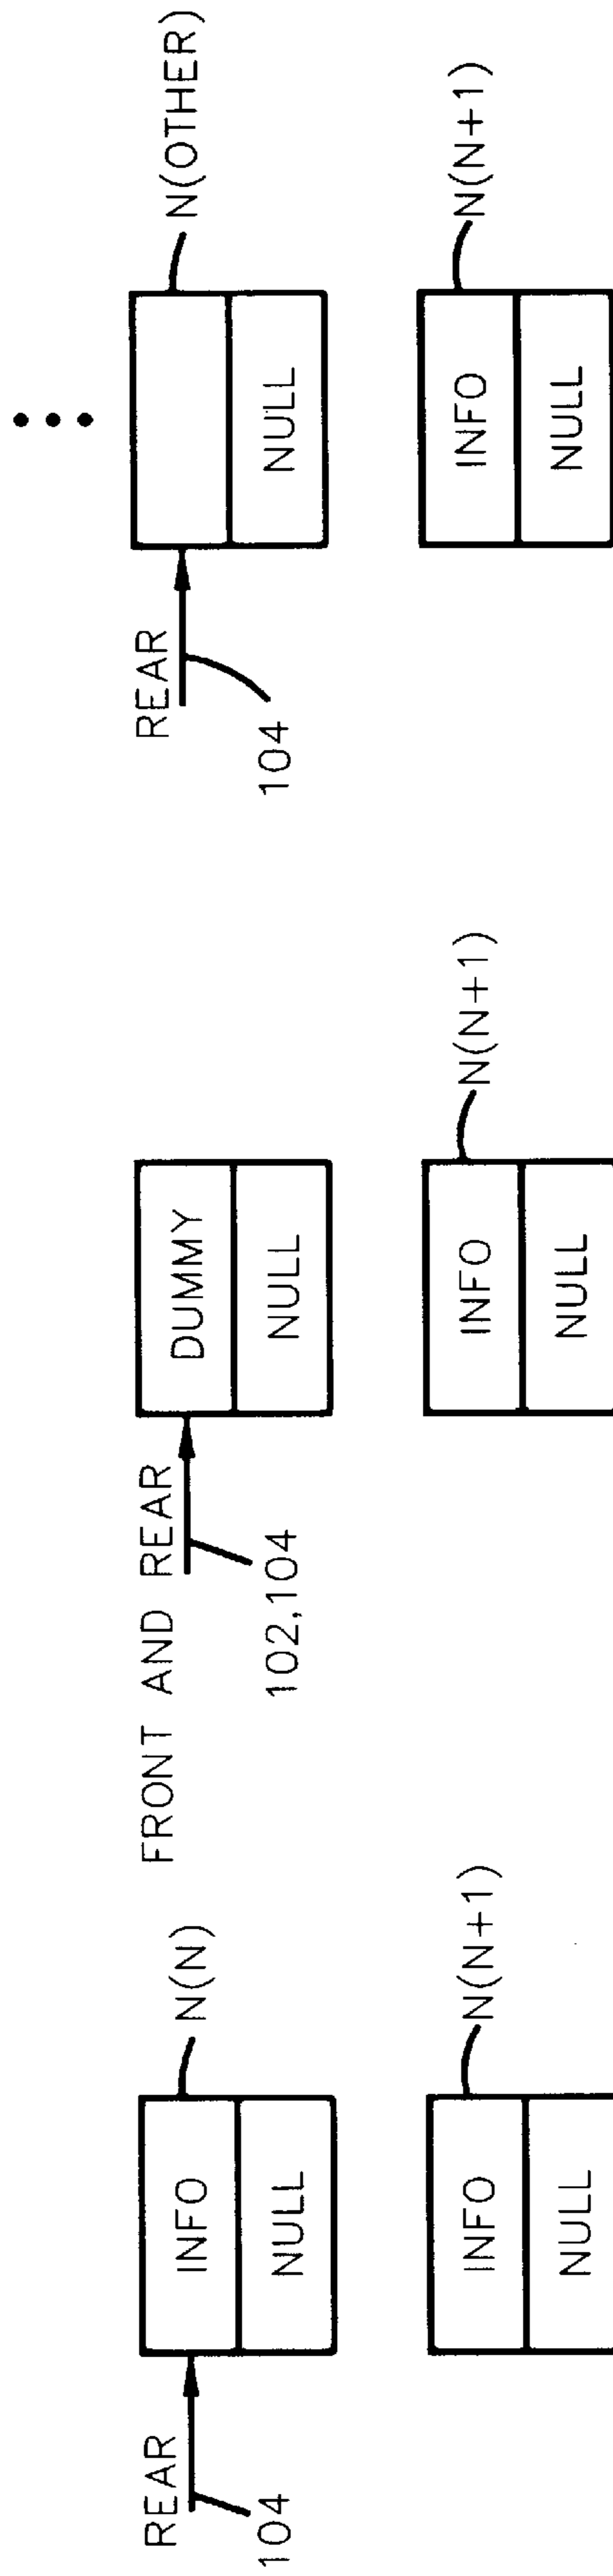 REAR
104
INFO
NULL
N(N)
INFO
NULL
N(N+1)
FRONT AND REAR
102,104
DUMMY
NULL
INFO
NULL
N(N+1)
REAR
104
NULL
N(OTHER)
INFO
NULL
N(N+1)